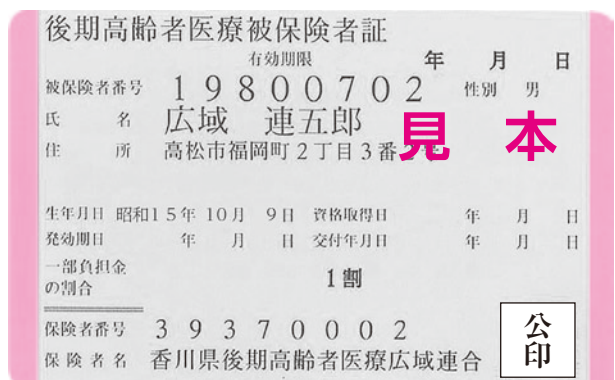 後期高齢者医療被保険者証
有効期限 年 月 日
被保険者番号 19800702 性別 男
氏 名 広域 連五郎
見 本
住 所 高松市福岡町2丁目3番
生年月日 昭和15年10月 9日 資格取得日 年 月 日
発効期日 年 月 日 交付年月日 年 月 日
一部負担金
の割合 1割
保険者番号 39370002
保険者名 香川県後期高齢者医療広域連合
公
印